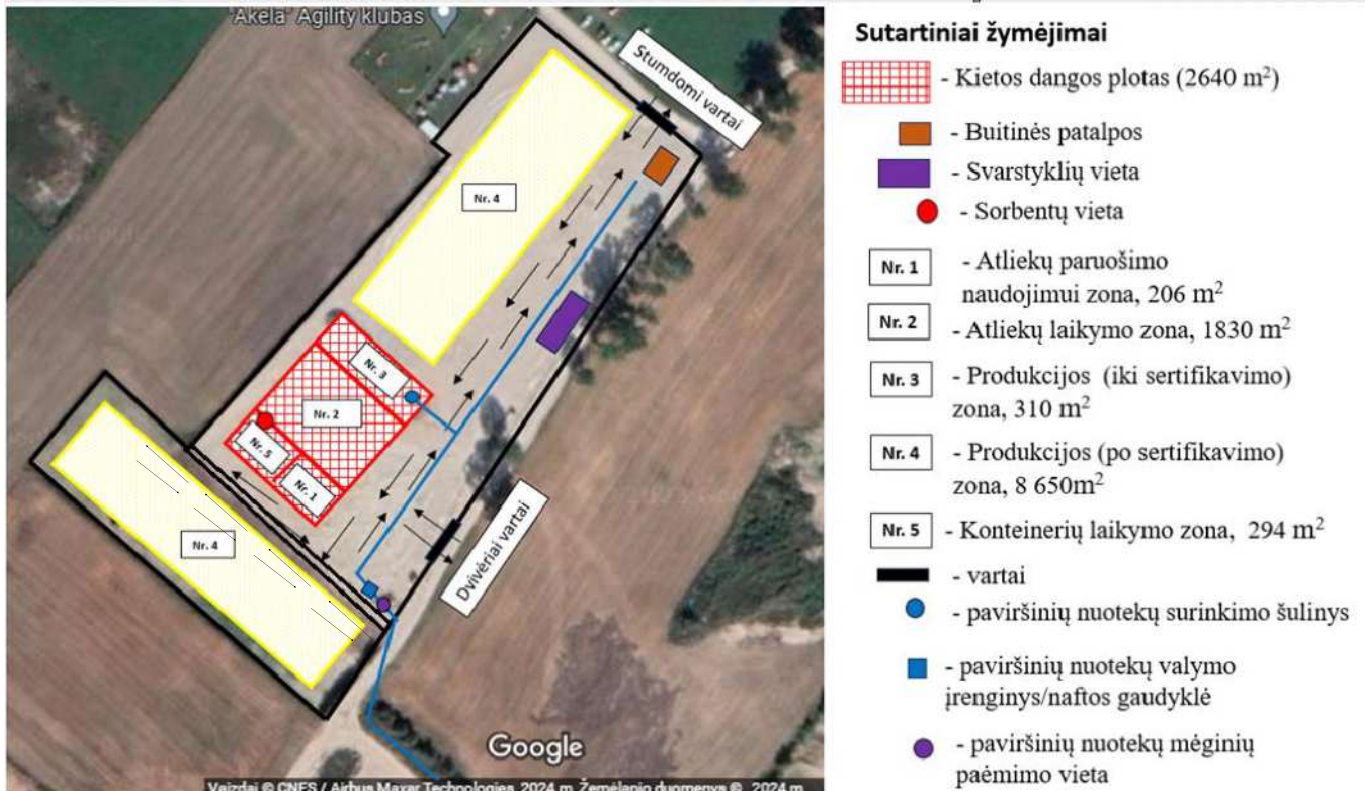 "Akela" Agility klubas
Stumdomi vartai
Nr. 4
Nr. 3
Nr. 2
Nr. 5
Nr. 1
Nr. 4
Dvivėriai vartai
Google
Vaizdai © CNES / Airbus Maxar Technologies, 2024 m. Žemėlapio duomenys ©, 2024 m.
Sutartiniai žymėjimai
- Kietos dangos plotas (2640 m²)
- Buitinės patalpos
- Svarstyklių vieta
- Sorbentų vieta
Nr. 1 - Atliekų paruošimo
naudojimui zona, 206 m²
Nr. 2 - Atliekų laikymo zona, 1830 m²
Nr. 3 - Produkcijos (iki sertifikavimo)
zona, 310 m²
Nr. 4 - Produkcijos (po sertifikavimo)
zona, 8 650m²
Nr. 5 - Konteinerių laikymo zona, 294 m²
- vartai
- paviršinių nuotekų surinkimo šulinys
- paviršinių nuotekų valymo
įrenginys/naftos gaudyklė
- paviršinių nuotekų mėginių
paėmimo vieta